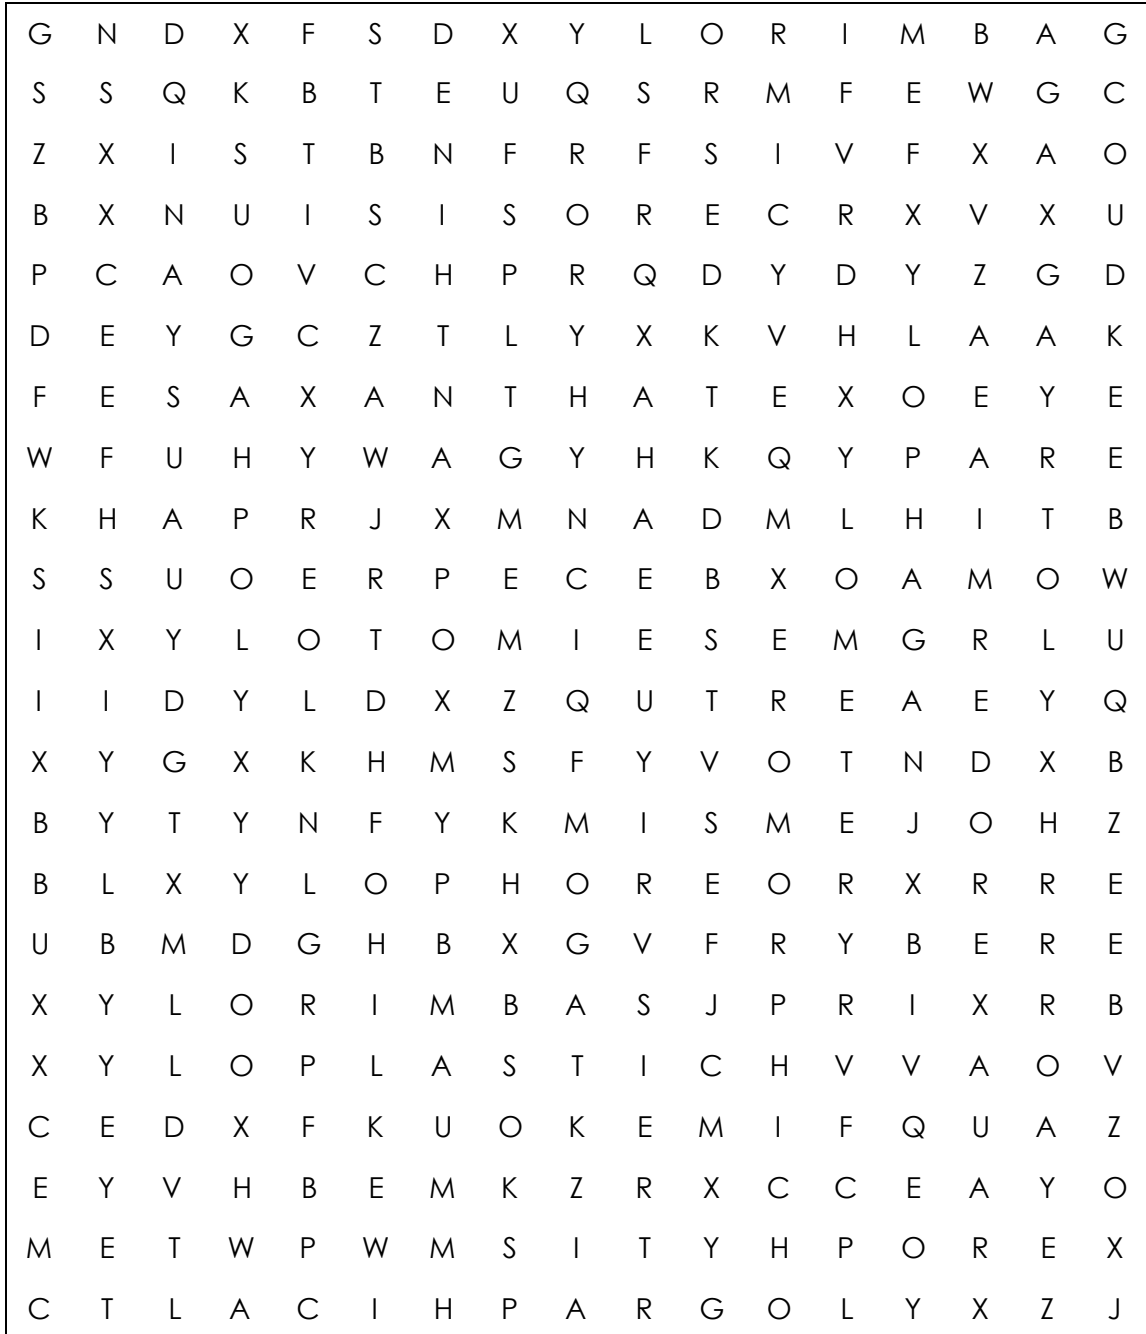 G N D X F S D X Y L O R I M B A G
S S Q K B T E U Q S R M F E W G C
Z X I S T B N F R F S I V F X A O
B X N U I S I S O R E C R X V X U
P C A O V C H P R Q D Y D Y Z G D
D E Y G C Z T L Y X K V H L A A K
F E S A X A N T H A T E X O E Y E
W F U H Y W A G Y H K Q Y P A R E
K H A P R J X M N A D M L H I T B
S S U O E R P E C E B X O A M O W
I X Y L O T O M I E S E M G R L U
I I D Y L D X Z Q U T R E A E Y Q
X Y G X K H M S F Y V O T N D X B
B Y T Y N F Y K M I S M E J O H Z
B L X Y L O P H O R E O R X R R E
U B M D G H B X G V F R Y B E R E
X Y L O R I M B A S J P R I X R B
X Y L O P L A S T I C H V V A O V
C E D X F K U O K E M I F Q U A Z
E Y V H B E M K Z R X C C E A Y O
M E T W P W M S I T Y H P O R E X
C T L A C I H P A R G O L Y X Z J